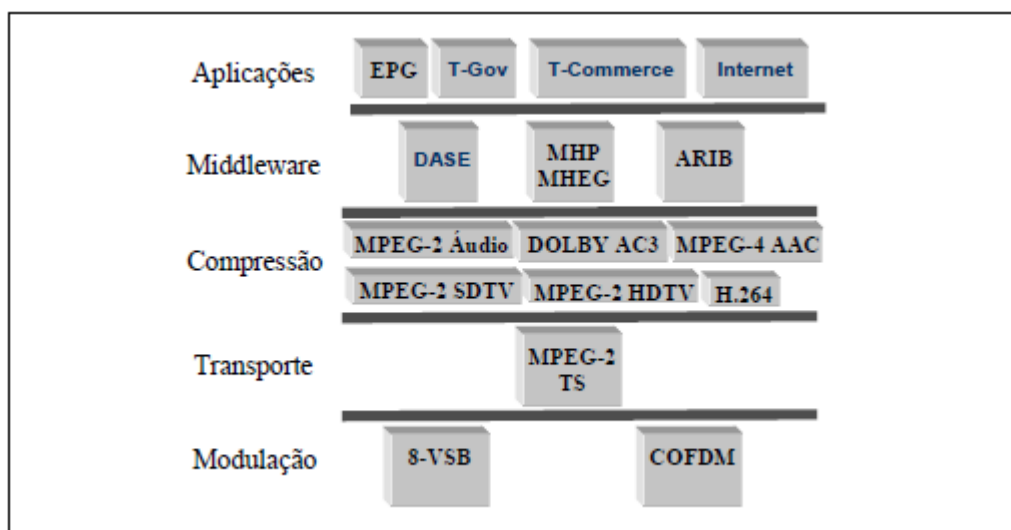 Aplicações
EPG
T-Gov
T-Commerce
Internet
Middleware
DASE
MHP
MHEG
ARIB
Compressão
MPEG-2 Áudio
DOLBY AC3
MPEG-4 AAC
MPEG-2 SDTV
MPEG-2 HDTV
H.264
Transporte
MPEG-2
TS
Modulação
8-VSB
COFDM